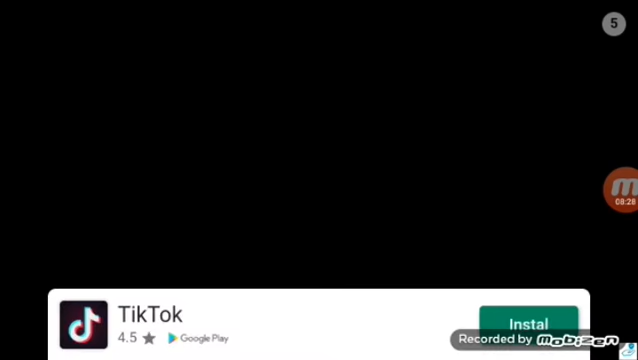 5
08:28
TikTok
4.5 ★ Google Play
Instal
Recorded by mobizen